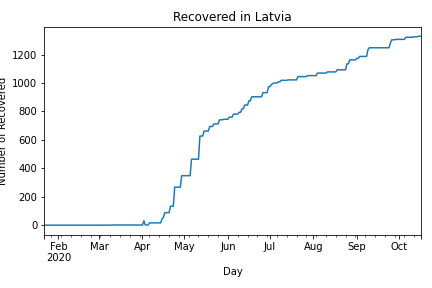 Recovered in Latvia
Number of Recovered
1200
1000
800
600
400
200
0
Feb Mar Apr May Jun Jul Aug Sep Oct
2020
Day